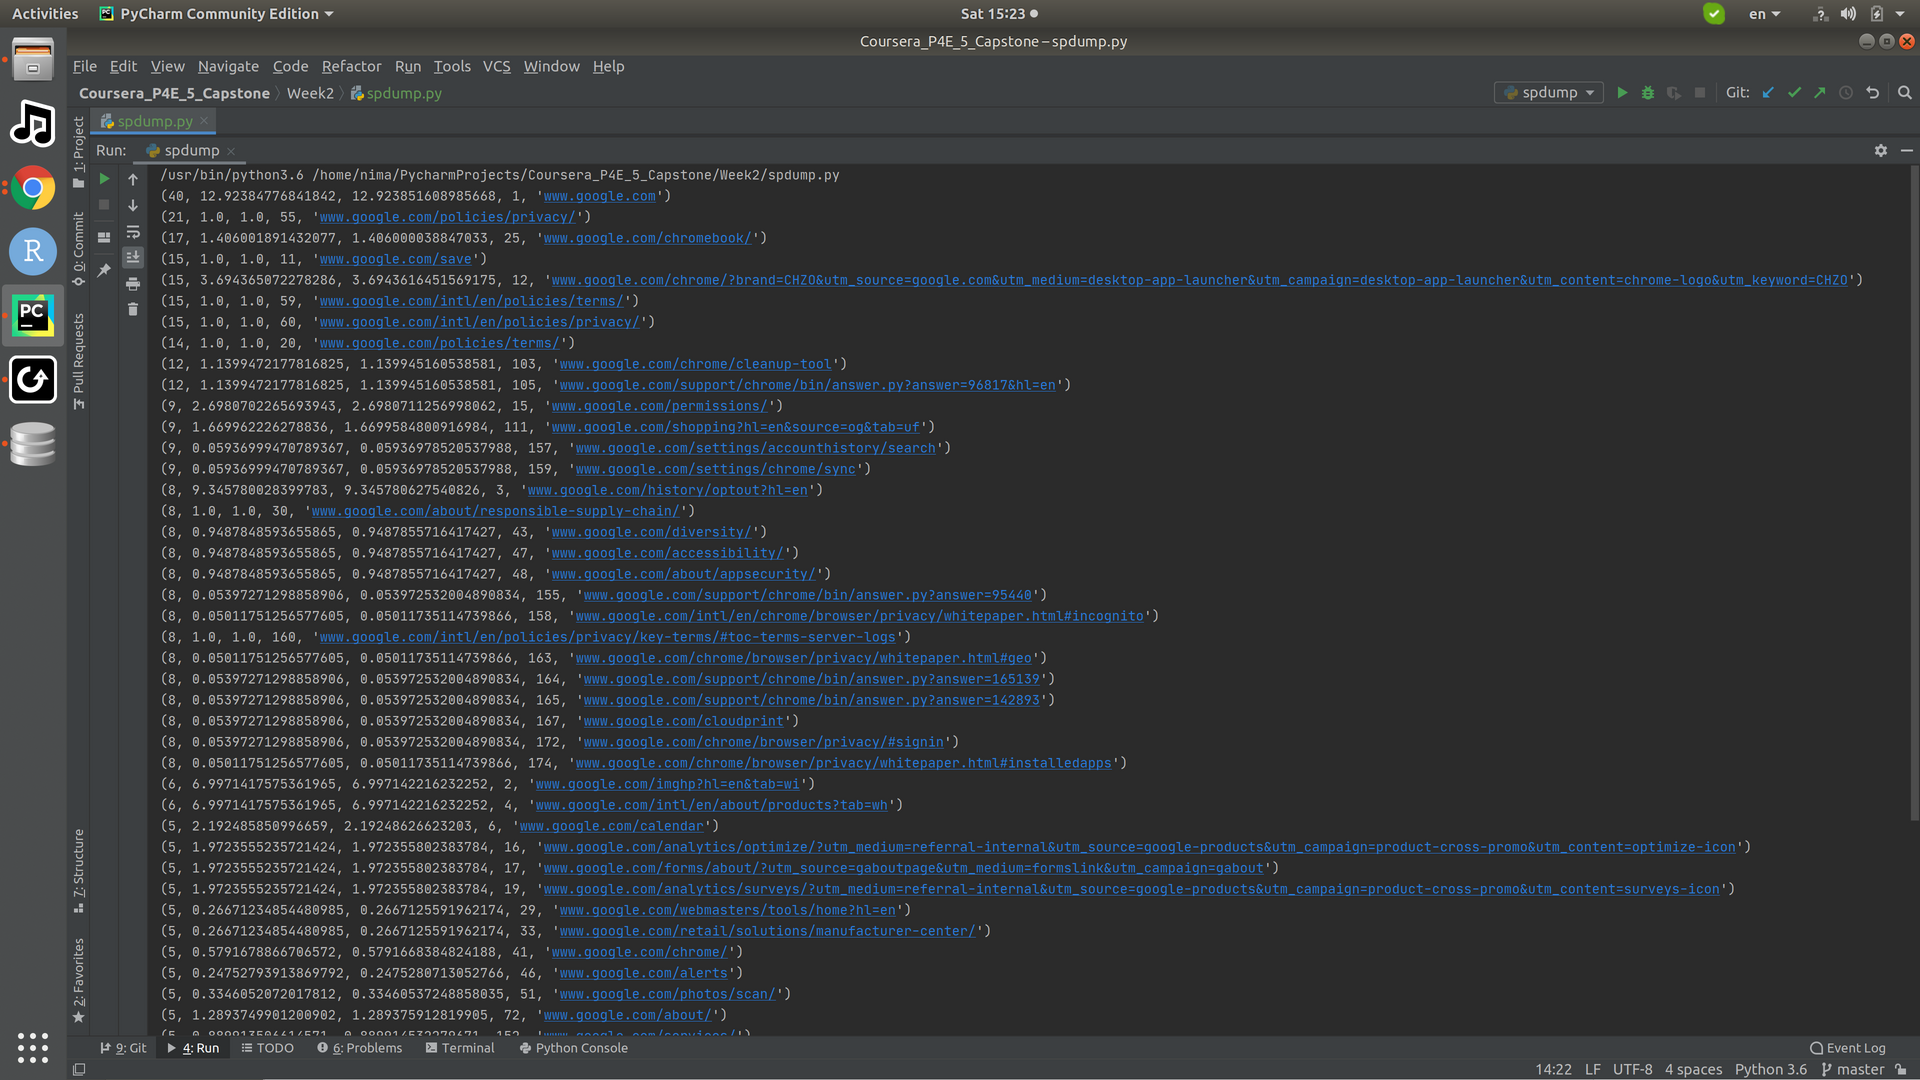 Activities
PyCharm Community Edition
Sat 15:23
en
Coursera_P4E_5_Capstone – spdump.py
File Edit View Navigate Code Refactor Run Tools VCS Window Help
Coursera_P4E_5_Capstone Week2 spdump.py
spdump
Git:
spdump.py
Run: spdump
/usr/bin/python3.6 /home/nima/PycharmProjects/Coursera_P4E_5_Capstone/Week2/spdump.py
(40, 12.92384776841842, 12.923851608985668, 1, 'www.google.com')
(21, 1.0, 1.0, 55, 'www.google.com/policies/privacy/')
(17, 1.406001891432077, 1.406000038847033, 25, 'www.google.com/chromebook/')
(15, 1.0, 1.0, 11, 'www.google.com/save')
(15, 3.694365072278286, 3.6943616451569175, 12, 'www.google.com/chrome/?brand=CHZO&utm_source=google.com&utm_medium=desktop-app-launcher&utm_campaign=desktop-app-launcher&utm_content=chrome-logo&utm_keyword=CHZO')
(15, 1.0, 1.0, 59, 'www.google.com/intl/en/policies/terms/')
(15, 1.0, 1.0, 60, 'www.google.com/intl/en/policies/privacy/')
(14, 1.0, 1.0, 20, 'www.google.com/policies/terms/')
(12, 1.1399472177816825, 1.139945160538581, 103, 'www.google.com/chrome/cleanup-tool')
(12, 1.1399472177816825, 1.139945160538581, 105, 'www.google.com/support/chrome/bin/answer.py?answer=96817&hl=en')
(9, 2.6980702265693943, 2.6980711256998062, 15, 'www.google.com/permissions/')
(9, 1.669962226278836, 1.6699584800916984, 111, 'www.google.com/shopping?hl=en&source=og&tab=uf')
(9, 0.05936999470789367, 0.05936978520537988, 157, 'www.google.com/settings/accounthistory/search')
(9, 0.05936999470789367, 0.05936978520537988, 159, 'www.google.com/settings/chrome/sync')
(8, 9.345780028399783, 9.345780627540826, 3, 'www.google.com/history/optout?hl=en')
(8, 1.0, 1.0, 30, 'www.google.com/about/responsible-supply-chain/')
(8, 0.9487848593655865, 0.9487855716417427, 43, 'www.google.com/diversity/')
(8, 0.9487848593655865, 0.9487855716417427, 47, 'www.google.com/accessibility/')
(8, 0.9487848593655865, 0.9487855716417427, 48, 'www.google.com/about/appsecurity/')
(8, 0.05397271298858906, 0.053972532004890834, 155, 'www.google.com/support/chrome/bin/answer.py?answer=95440')
(8, 0.05011751256577605, 0.05011735114739866, 158, 'www.google.com/intl/en/chrome/browser/privacy/whitepaper.html#incognito')
(8, 1.0, 1.0, 160, 'www.google.com/intl/en/policies/privacy/key-terms/#toc-terms-server-logs')
(8, 0.05011751256577605, 0.05011735114739866, 163, 'www.google.com/chrome/browser/privacy/whitepaper.html#geo')
(8, 0.05397271298858906, 0.053972532004890834, 164, 'www.google.com/support/chrome/bin/answer.py?answer=165139')
(8, 0.05397271298858906, 0.053972532004890834, 165, 'www.google.com/support/chrome/bin/answer.py?answer=142893')
(8, 0.05397271298858906, 0.053972532004890834, 167, 'www.google.com/cloudprint')
(8, 0.05397271298858906, 0.053972532004890834, 172, 'www.google.com/chrome/browser/privacy/#signin')
(8, 0.05011751256577605, 0.05011735114739866, 174, 'www.google.com/chrome/browser/privacy/whitepaper.html#installedapps')
(6, 6.9971417575361965, 6.997142216232252, 2, 'www.google.com/imghp?hl=en&tab=wi')
(6, 6.9971417575361965, 6.997142216232252, 4, 'www.google.com/intl/en/about/products?tab=wh')
(5, 2.192485850996659, 2.19248626623203, 6, 'www.google.com/calendar')
(5, 1.9723555235721424, 1.972355802383784, 16, 'www.google.com/analytics/optimize/?utm_medium=referral-internal&utm_source=google-products&utm_campaign=product-cross-promo&utm_content=optimize-icon')
(5, 1.9723555235721424, 1.972355802383784, 17, 'www.google.com/forms/about/?utm_source=gaboutpage&utm_medium=formslink&utm_campaign=gabout')
(5, 1.9723555235721424, 1.972355802383784, 19, 'www.google.com/analytics/surveys/?utm_medium=referral-internal&utm_source=google-products&utm_campaign=product-cross-promo&utm_content=surveys-icon')
(5, 0.26671234854480985, 0.2667125591962174, 29, 'www.google.com/webmasters/tools/home?hl=en')
(5, 0.26671234854480985, 0.2667125591962174, 33, 'www.google.com/retail/solutions/manufacturer-center/')
(5, 0.5791678866706572, 0.5791668384824188, 41, 'www.google.com/chrome/')
(5, 0.24752793913869792, 0.2475280713052766, 46, 'www.google.com/alerts')
(5, 0.3346052072017812, 0.33460537248858035, 51, 'www.google.com/photos/scan/')
(5, 1.2893749901200902, 1.289375912819905, 72, 'www.google.com/about/')
1: Project
0: Commit
Pull Requests
7: Structure
2: Favorites
R
PC
9: Git 4: Run TODO 6: Problems Terminal Python Console Event Log
14:22 LF UTF-8 4 spaces Python 3.6 master